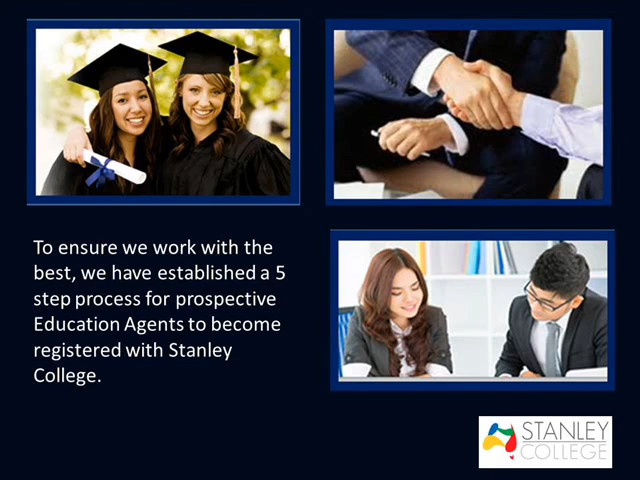 To ensure we work with the
best, we have established a 5
step process for prospective
Education Agents to become
registered with Stanley
College.
STANLEY
COLLEGE